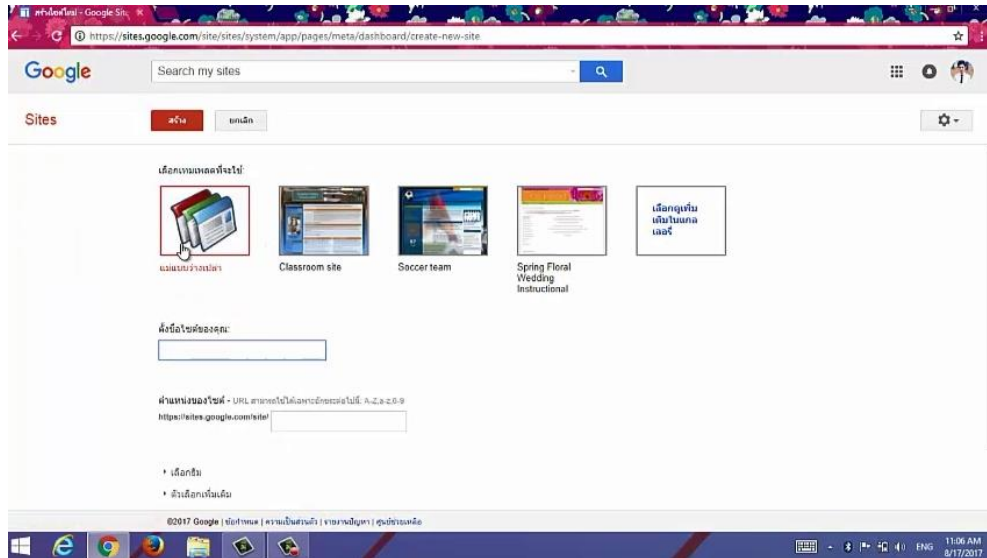 สร้างไซต์ใหม่ - Google Site
https://sites.google.com/site/sites/system/app/pages/meta/dashboard/create-new-site
Google
Search my sites
Sites
สร้าง
ยกเลิก
เลือกเทมเพลตที่จะใช้:
แม่แบบว่างเปล่า
Classroom site
Soccer team
Spring Floral
Wedding
Instructional
เลือกดูเพิ่ม
เติมในแกล
เลอรี่
ตั้งชื่อไซต์ของคุณ:
ตำแหน่งของไซต์ - URL สามารถใช้ได้เฉพาะอักขระต่อไปนี้: A-Z,a-z,0-9
https://sites.google.com/site/
เลือกธีม
ตัวเลือกเพิ่มเติม
©2017 Google | ข้อกำหนด | ความเป็นส่วนตัว | รายงานปัญหา | ศูนย์ช่วยเหลือ
ENG
11:06 AM
8/17/2017